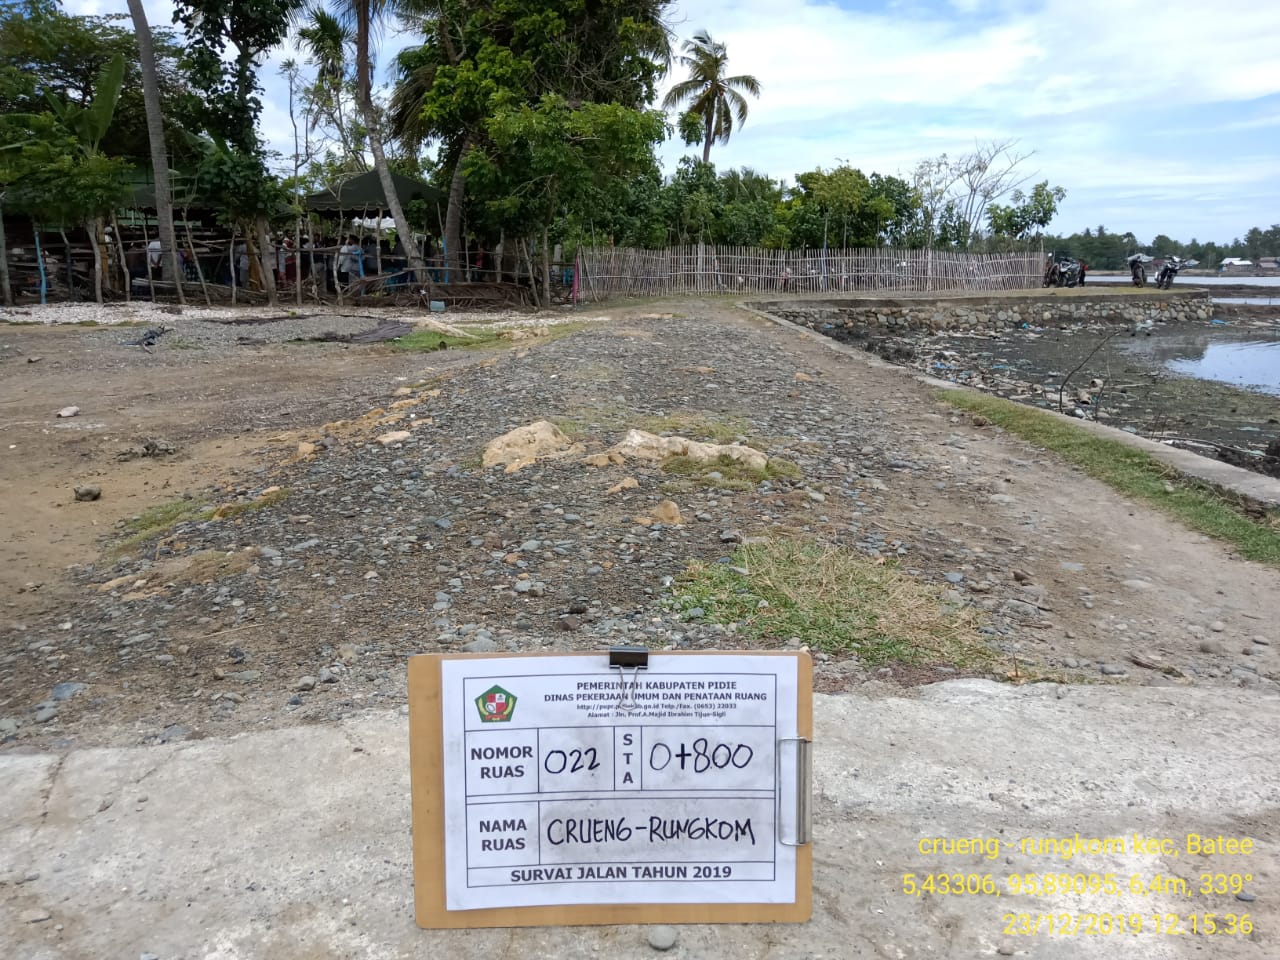 PEMERINTAH KABUPATEN PIDIE
DINAS PEKERJAAN UMUM DAN PENATAAN RUANG
Telp./Fax. (0653) 22033
Alamat : Jln. Prof.A.Majid Ibrahim Tijue-Sigli
NOMOR RUAS
022
STA
0+800
NAMA RUAS
CRUENG-RUNGKOM
SURVAI JALAN TAHUN 2019
crueng - rungkom kec, Batee
5,43306, 95,89095, 6,4m, 339°
23/12/2019 12.15.36